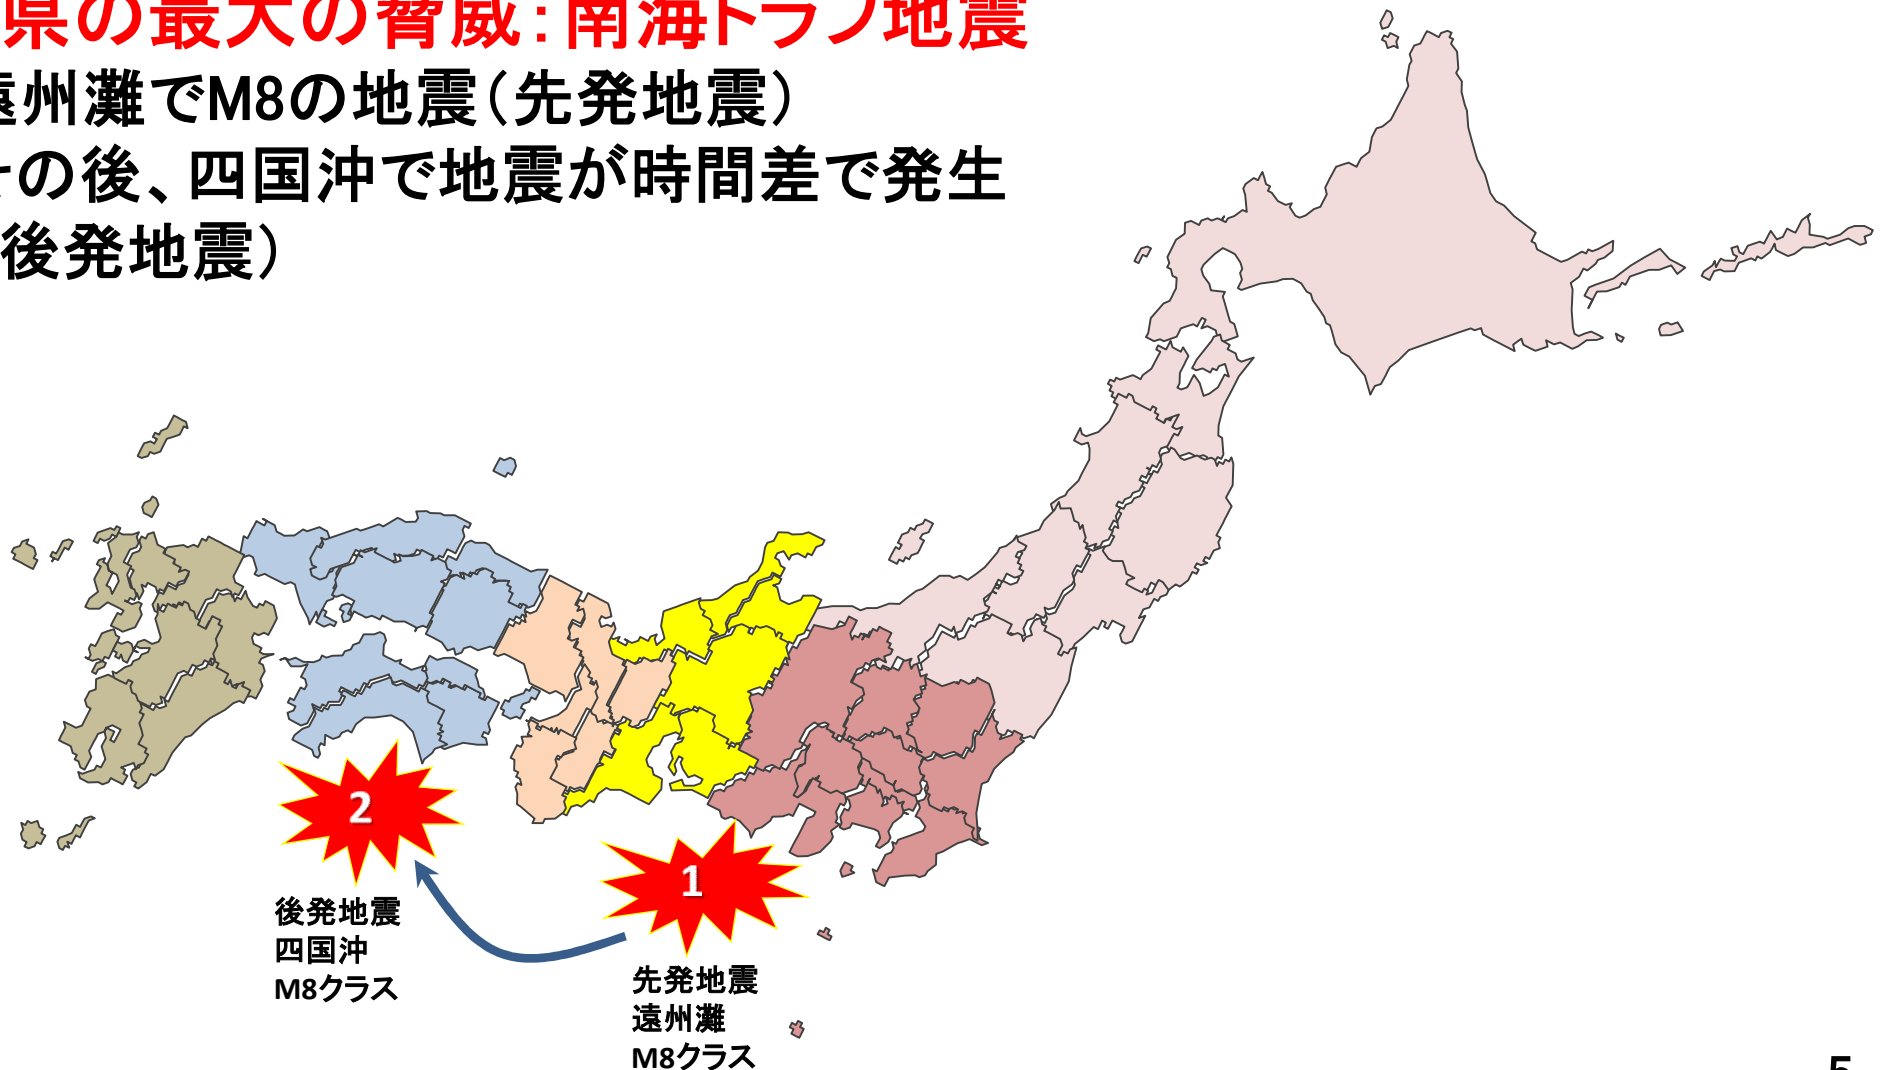 県の最大の脅威：南海トラフ地震
遠州灘でM8の地震（先発地震）
その後、四国沖で地震が時間差で発生
後発地震）
2
1
後発地震
四国沖
M8クラス
先発地震
遠州灘
M8クラス
5